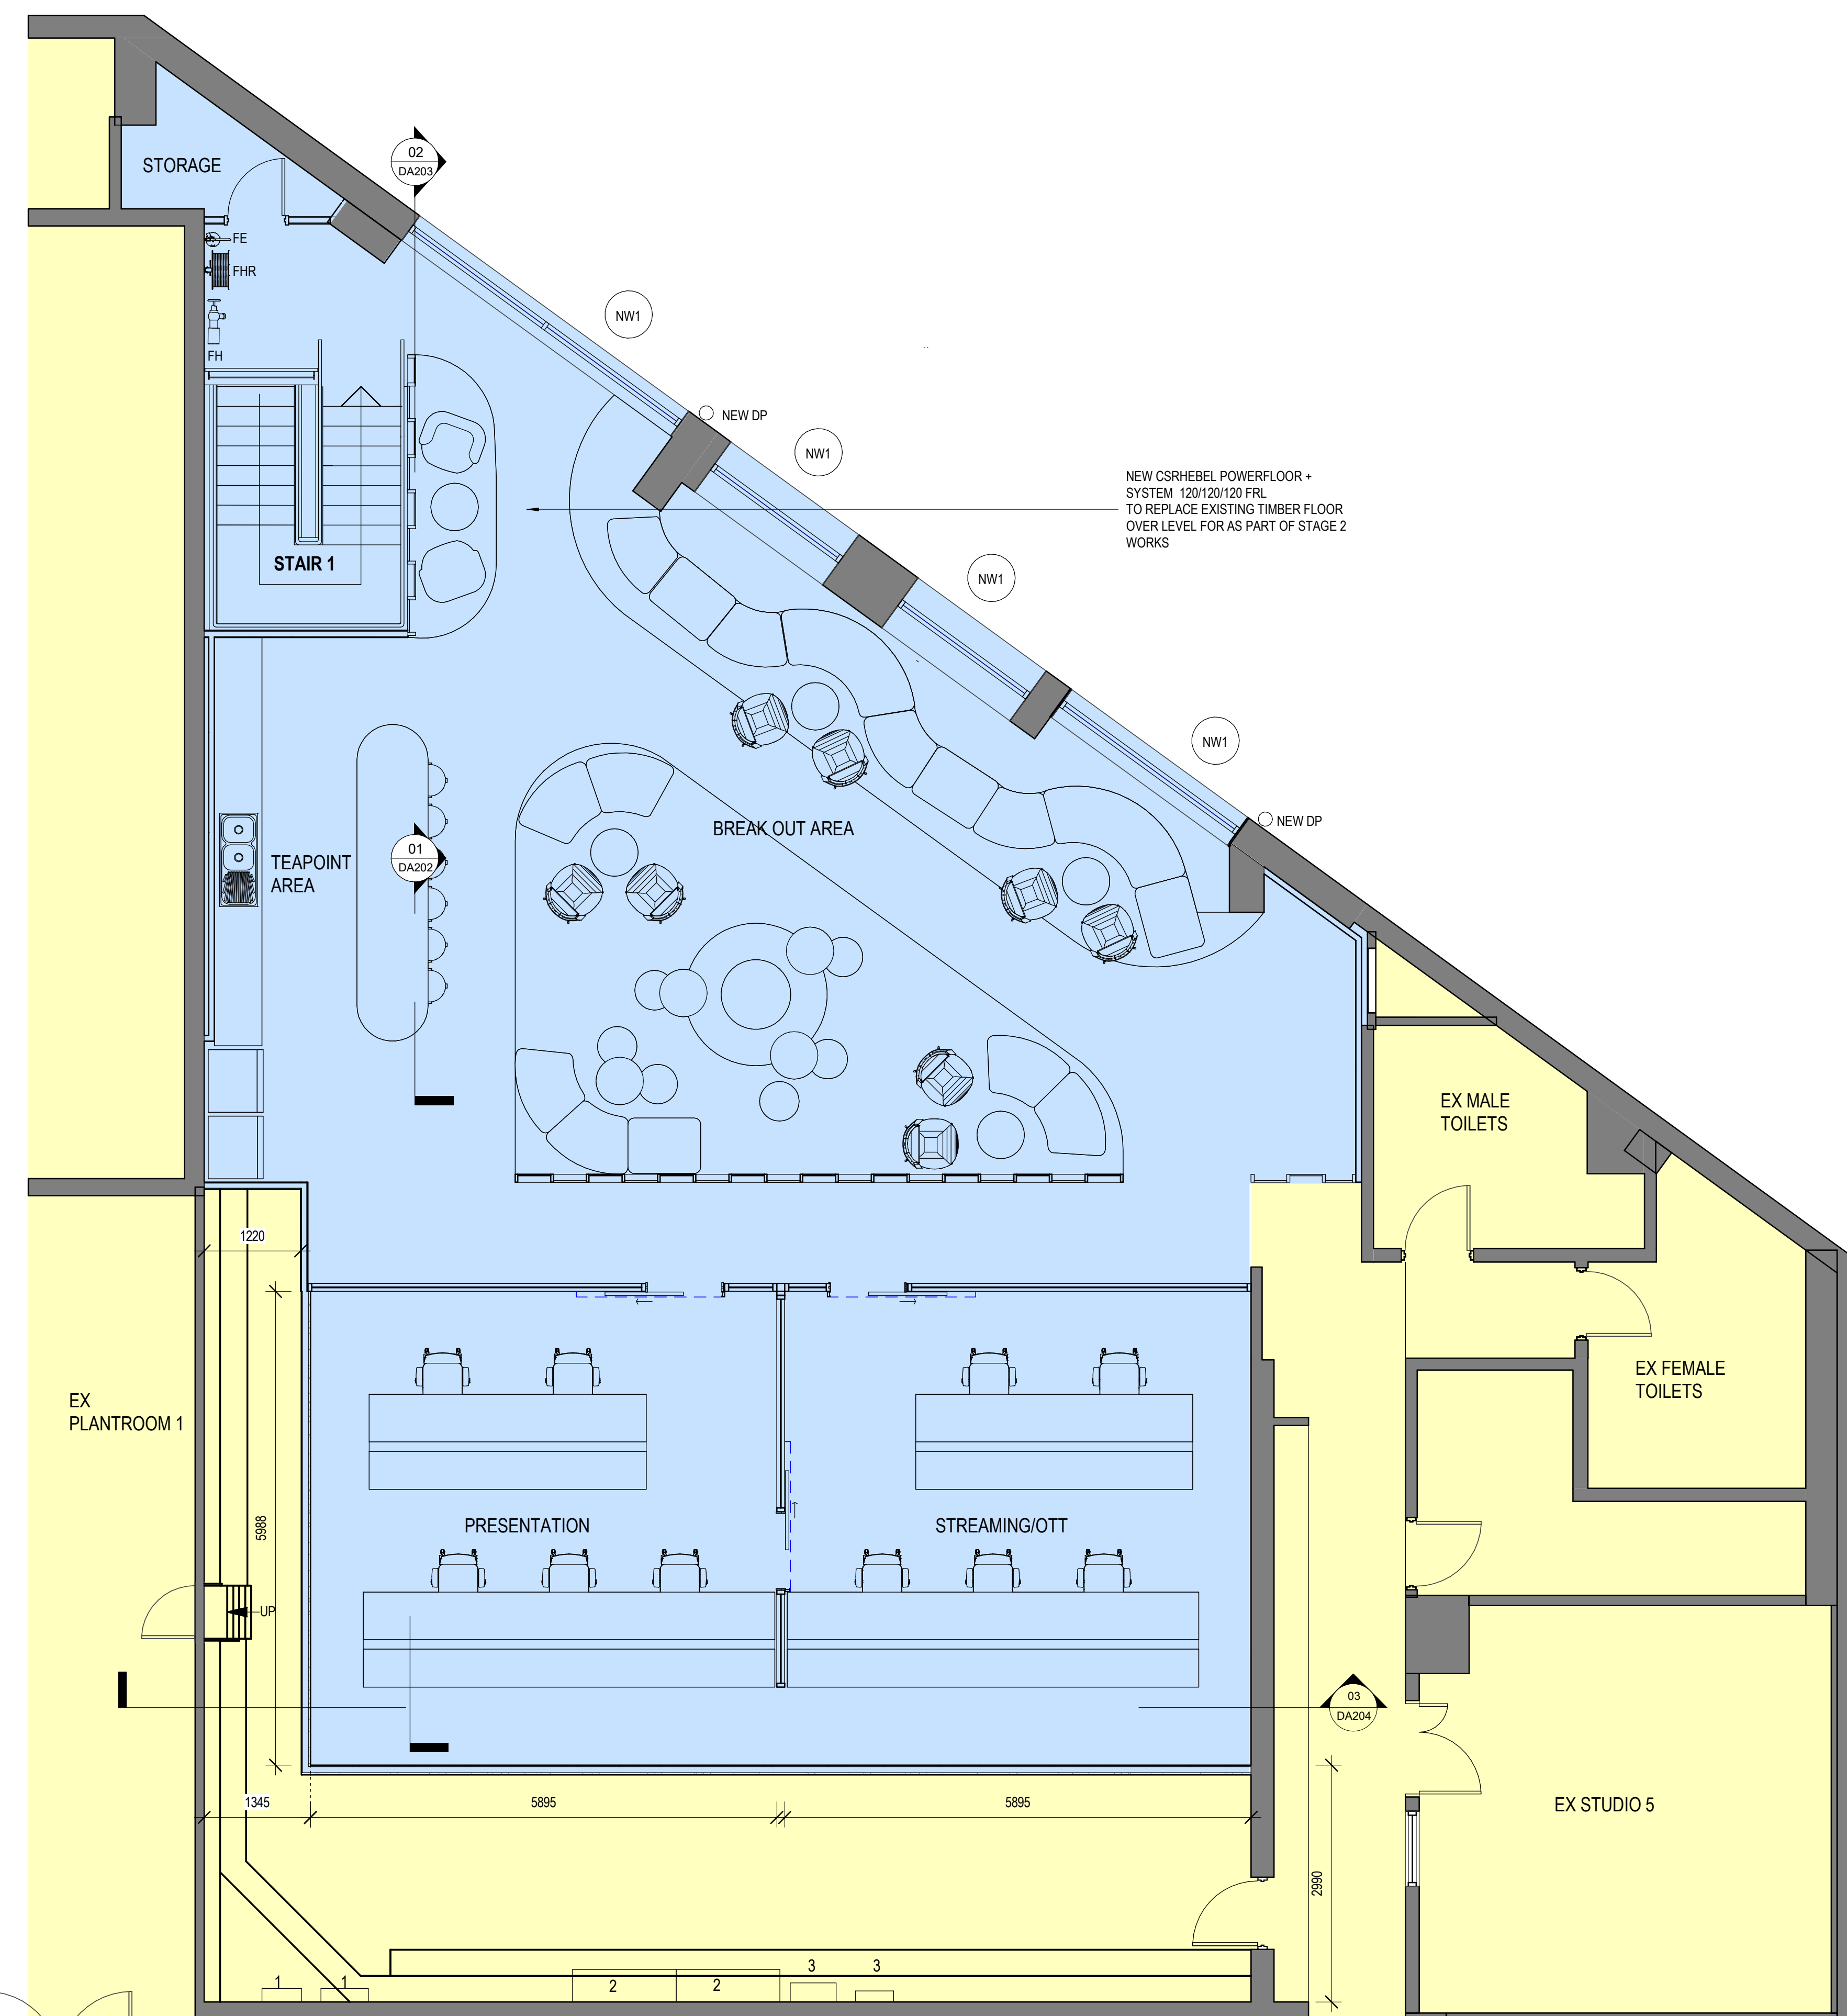 STORAGE
02
DA203
FE
FHR
FH
NW1
NEW DP
NW1
NEW CSRHEBEL POWERFLOOR +
SYSTEM 120/120/120 FRL
TO REPLACE EXISTING TIMBER FLOOR
OVER LEVEL FOR AS PART OF STAGE 2
WORKS
STAIR 1
NW1
NW1
BREAK OUT AREA
NEW DP
01
DA202
TEAPOINT
AREA
EX MALE
TOILETS
1220
EX FEMALE
TOILETS
EX
PLANTROOM 1
5988
PRESENTATION
STREAMING/OTT
UP
03
DA204
1345
5895
5895
EX STUDIO 5
2990
1
1
2
2
3
3